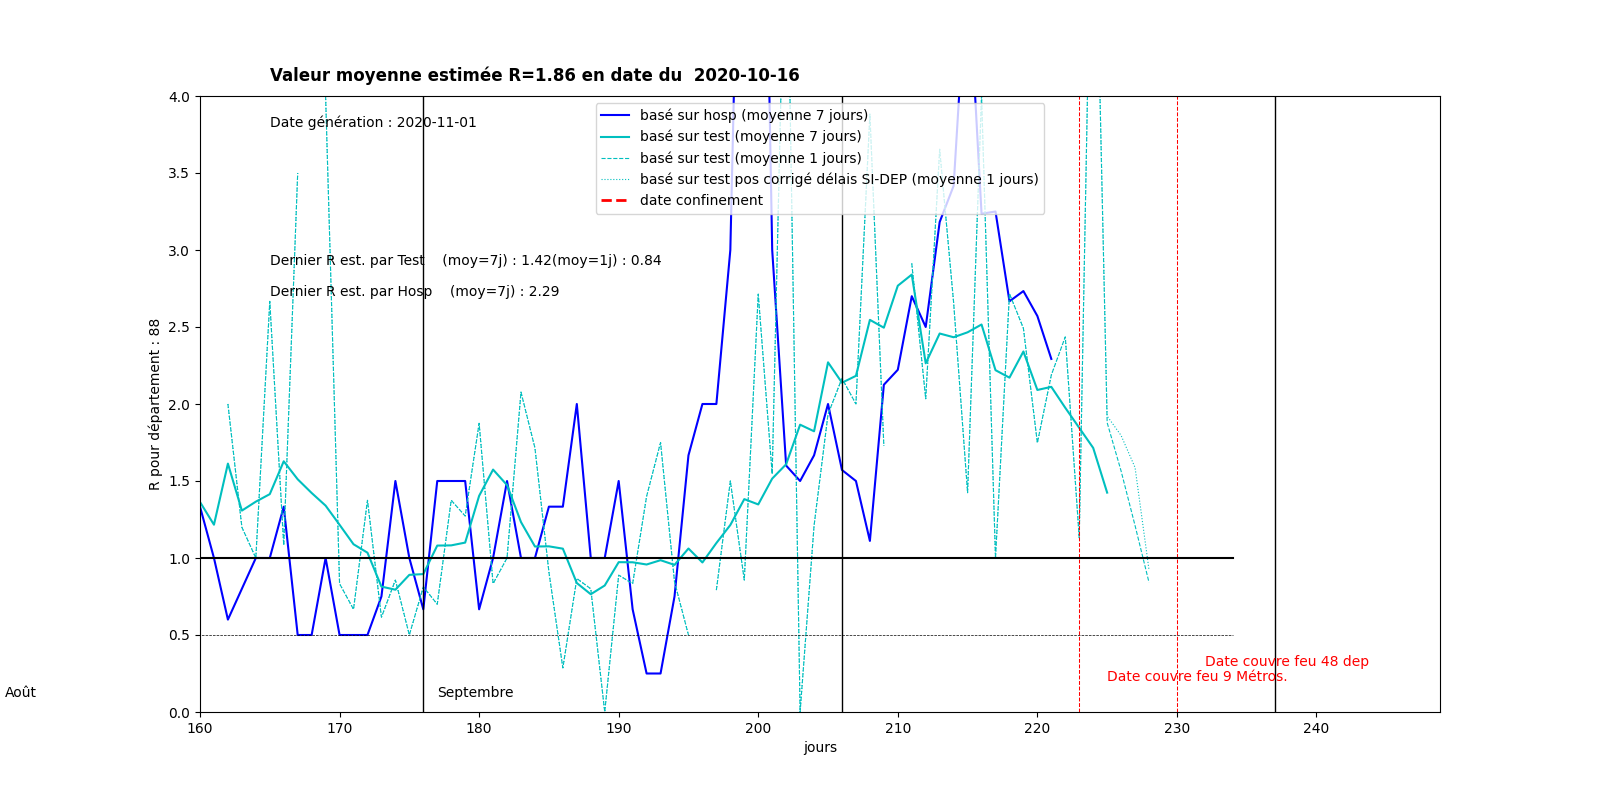 Valeur moyenne estimée R=1.86 en date du  2020-10-16
4.0
Date génération : 2020-11-01
basé sur hosp (moyenne 7 jours)
basé sur test (moyenne 7 jours)
basé sur test (moyenne 1 jours)
basé sur test pos corrigé délais SI-DEP (moyenne 1 jours)
date confinement
3.5
3.0
Dernier R est. par Test    (moy=7j) : 1.42(moy=1j) : 0.84
Dernier R est. par Hosp    (moy=7j) : 2.29
2.5
2.0
1.5
1.0
0.5
0.0
R pour département : 88
Date couvre feu 48 dep
Date couvre feu 9 Métros.
Août
Septembre
160 170 180 190 200 210 220 230 240
jours